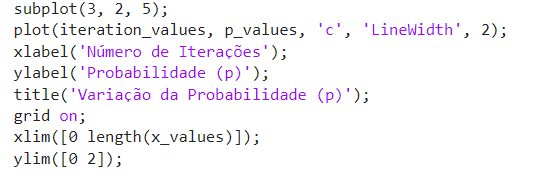 subplot(3, 2, 5);
plot(iteration_values, p_values, 'c', 'LineWidth', 2);
xlabel('Número de Iterações');
ylabel('Probabilidade (p)');
title('Variação da Probabilidade (p)');
grid on;
xlim([0 length(x_values)]);
ylim([0 2]);